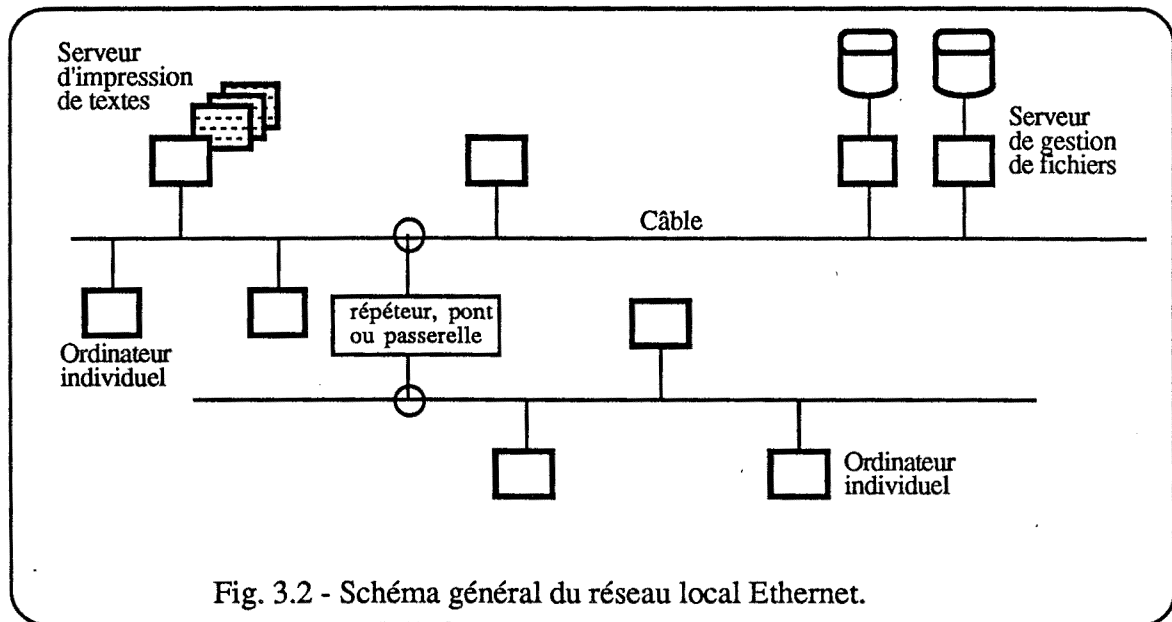 Serveur
d'impression
de textes
Serveur
de gestion
de fichiers
Câble
répéteur, pont
ou passerelle
Ordinateur
individuel
Ordinateur
individuel
Fig. 3.2 - Schéma général du réseau local Ethernet.